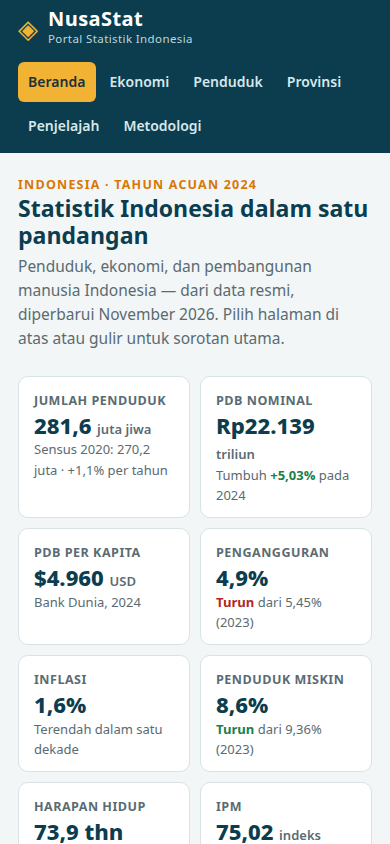 NusaStat
Portal Statistik Indonesia
Beranda Ekonomi Penduduk Provinsi
Penjelajah Metodologi
INDONESIA · TAHUN ACUAN 2024
Statistik Indonesia dalam satu
pandangan
Penduduk, ekonomi, dan pembangunan
manusia Indonesia — dari data resmi,
diperbarui November 2026. Pilih halaman di
atas atau gulir untuk sorotan utama.
JUMLAH PENDUDUK
281,6 juta jiwa
Sensus 2020: 270,2
juta · +1,1% per tahun
PDB NOMINAL
Rp22.139
triliun
Tumbuh +5,03% pada
2024
PDB PER KAPITA
$4.960 USD
Bank Dunia, 2024
PENGANGGURAN
4,9%
Turun dari 5,45%
(2023)
INFLASI
1,6%
Terendah dalam satu
dekade
PENDUDUK MISKIN
8,6%
Turun dari 9,36%
(2023)
HARAPAN HIDUP
73,9 thn
IPM
75,02 indeks